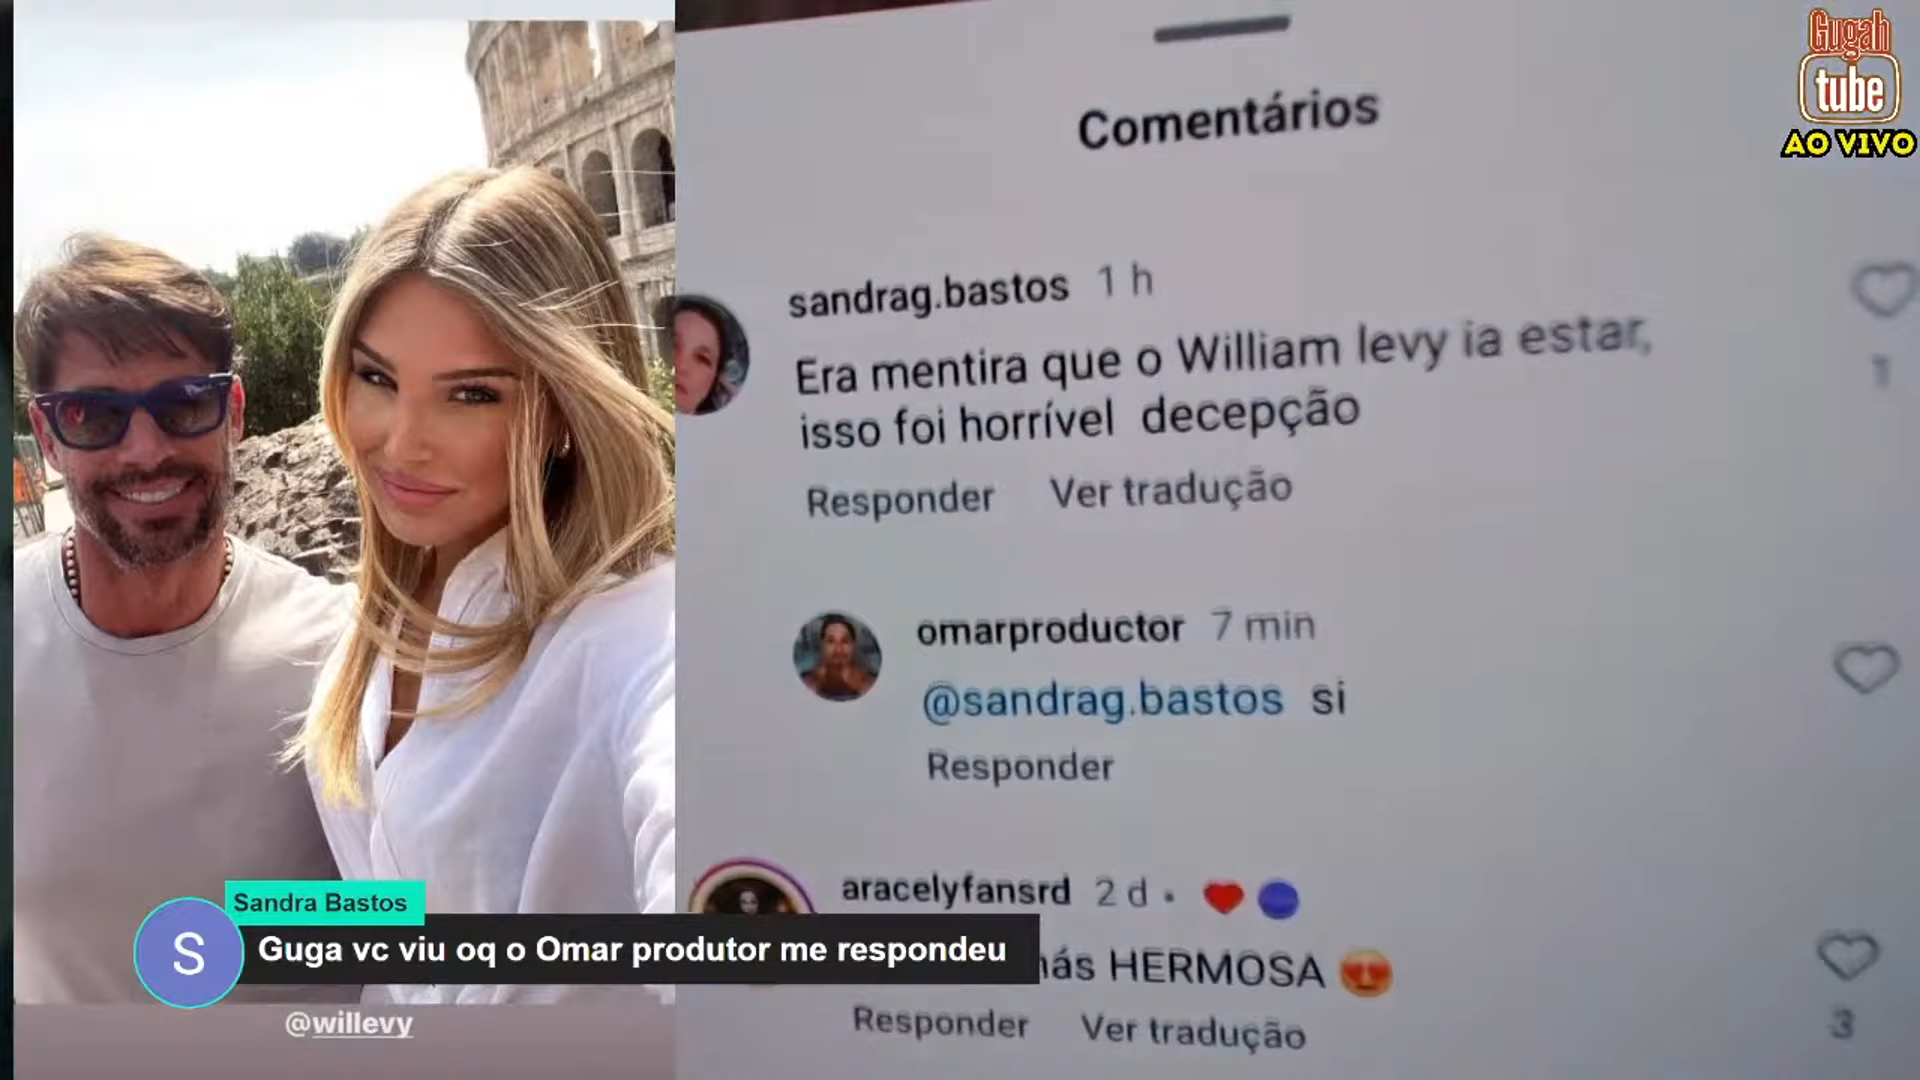 Gugah
tube
AO VIVO
Comentários
sandrag.bastos 1 h
Era mentira que o William levy ia estar,
isso foi horrível decepção
1
Responder Ver tradução
omarproductor 7 min
@sandrag.bastos si
Responder
aracelyfansrd 2 d •
HERMOSA
3
Responder Ver tradução
Sandra Bastos
S
Guga vc viu oq o Omar produtor me respondeu
@willevy